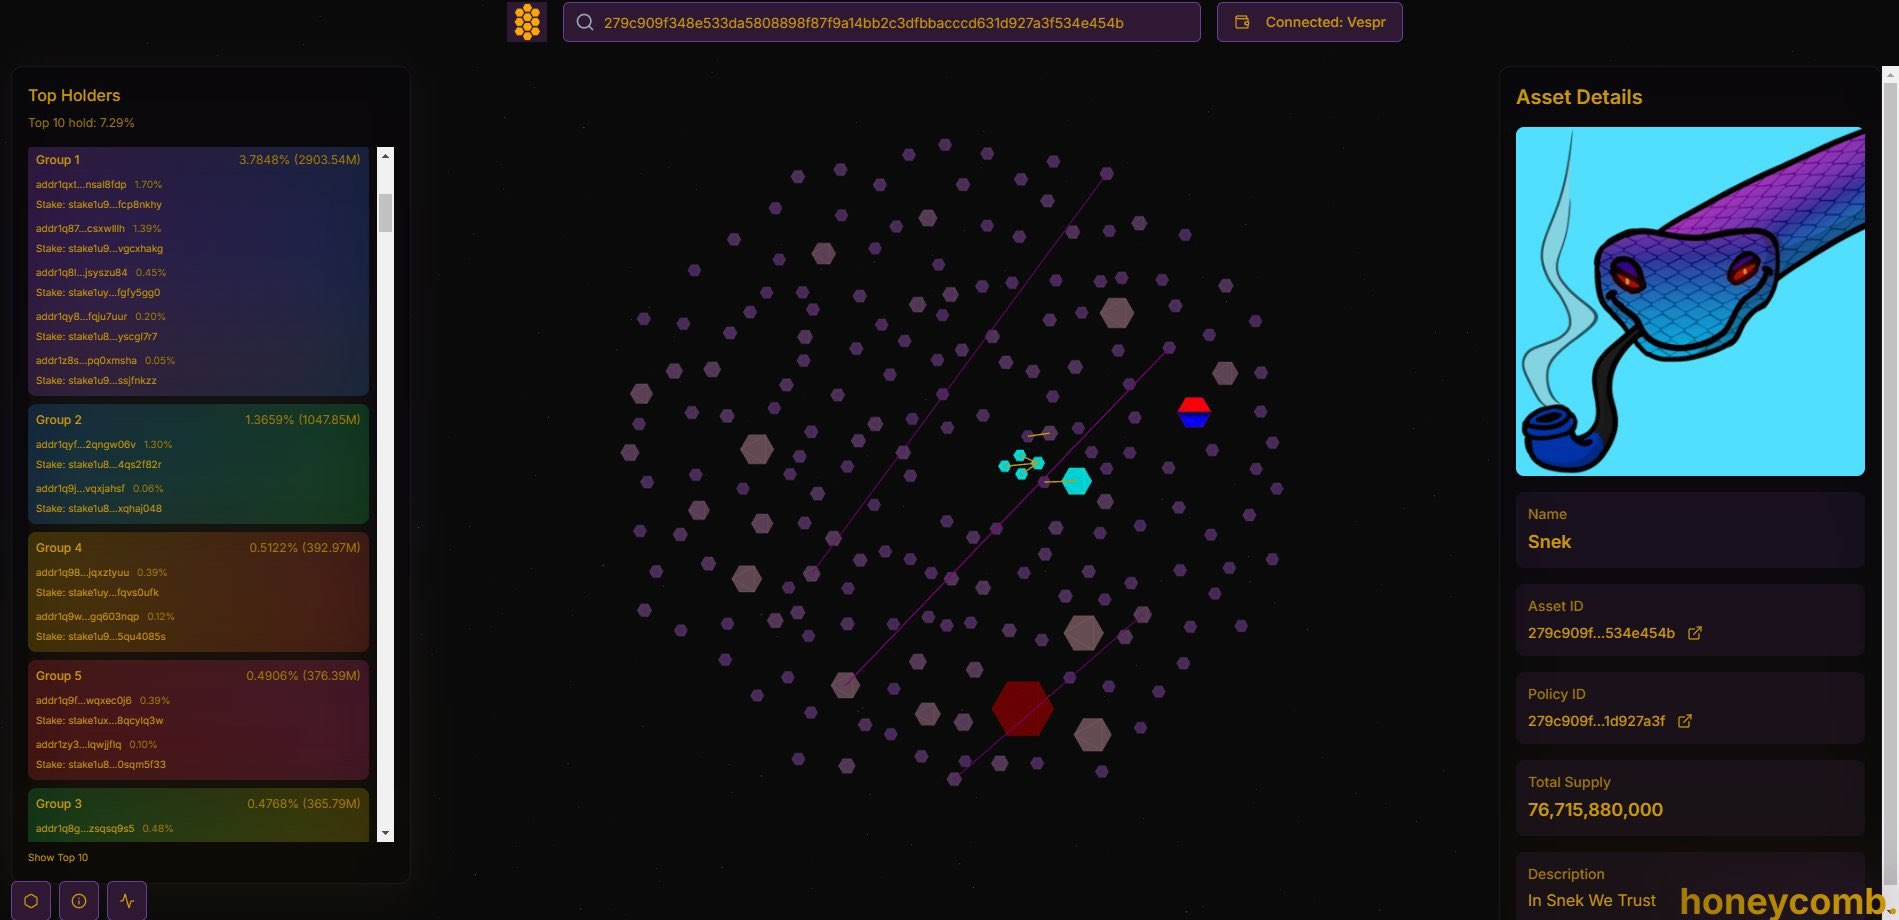 279c909f348e533da5808898f87f9a14bb2c3dfbbacccd631d927a3f534e454b
Connected: Vespr
Top Holders
Top 10 hold: 7.29%
Group 1 3.7848% (2903.54M)
addr1qxt...nsal8fdp 1.70%
Stake: stake1u9...fcp8nkhy
addr1q87...csxwlllh 1.39%
Stake: stake1u9...vgcxhakg
addr1q8l...jsyszu84 0.45%
Stake: stake1uy...fgfy5gg0
addr1qy8...fqju7uur 0.20%
Stake: stake1u8...yscgl7r7
addr1z8s...pq0xmsha 0.05%
Stake: stake1u9...ssjfnkzz
Group 2 1.3659% (1047.85M)
addr1qyf...2qngw06v 1.30%
Stake: stake1u8...4qs2f82r
addr1q9j...vqxjahsf 0.06%
Stake: stake1u8...xqhaj048
Group 4 0.5122% (392.97M)
addr1q98...jqxztyuu 0.39%
Stake: stake1uy...fqvs0ufk
addr1q9w...gq603nqp 0.12%
Stake: stake1u9...5qu4085s
Group 5 0.4906% (376.39M)
addr1q9f...wqxec0j6 0.39%
Stake: stake1ux...8qcylq3w
addr1zy3...lqwjjflq 0.10%
Stake: stake1u8...0sqm5f33
Group 3 0.4768% (365.79M)
addr1q8g...zsqsq9s5 0.48%
Show Top 10
Asset Details
Name
Snek
Asset ID
279c909f...534e454b
Policy ID
279c909f...1d927a3f
Total Supply
76,715,880,000
Description
In Snek We Trust
honeycomb.